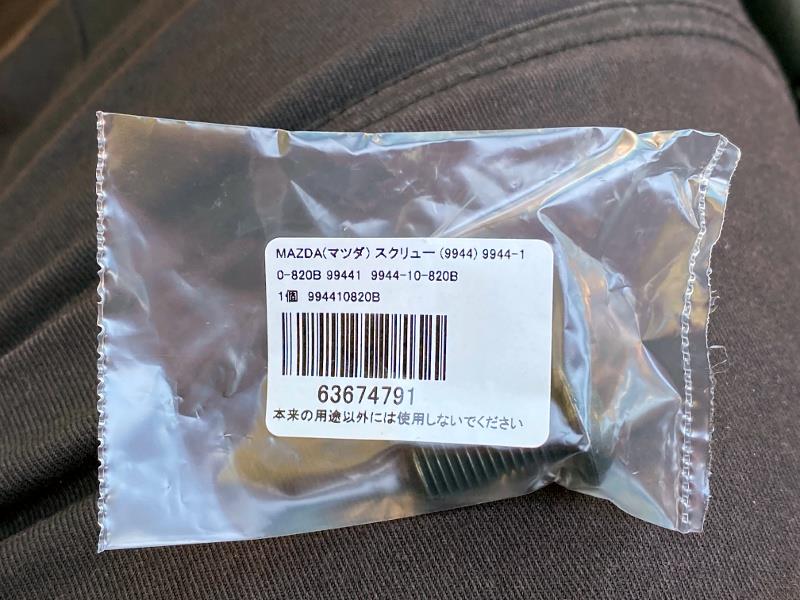 MAZDA(マツダ) スクリュー (9944) 9944-1
0-820B 99441 9944-10-820B
1個 994410820B
63674791
本来の用途以外には使用しないでください